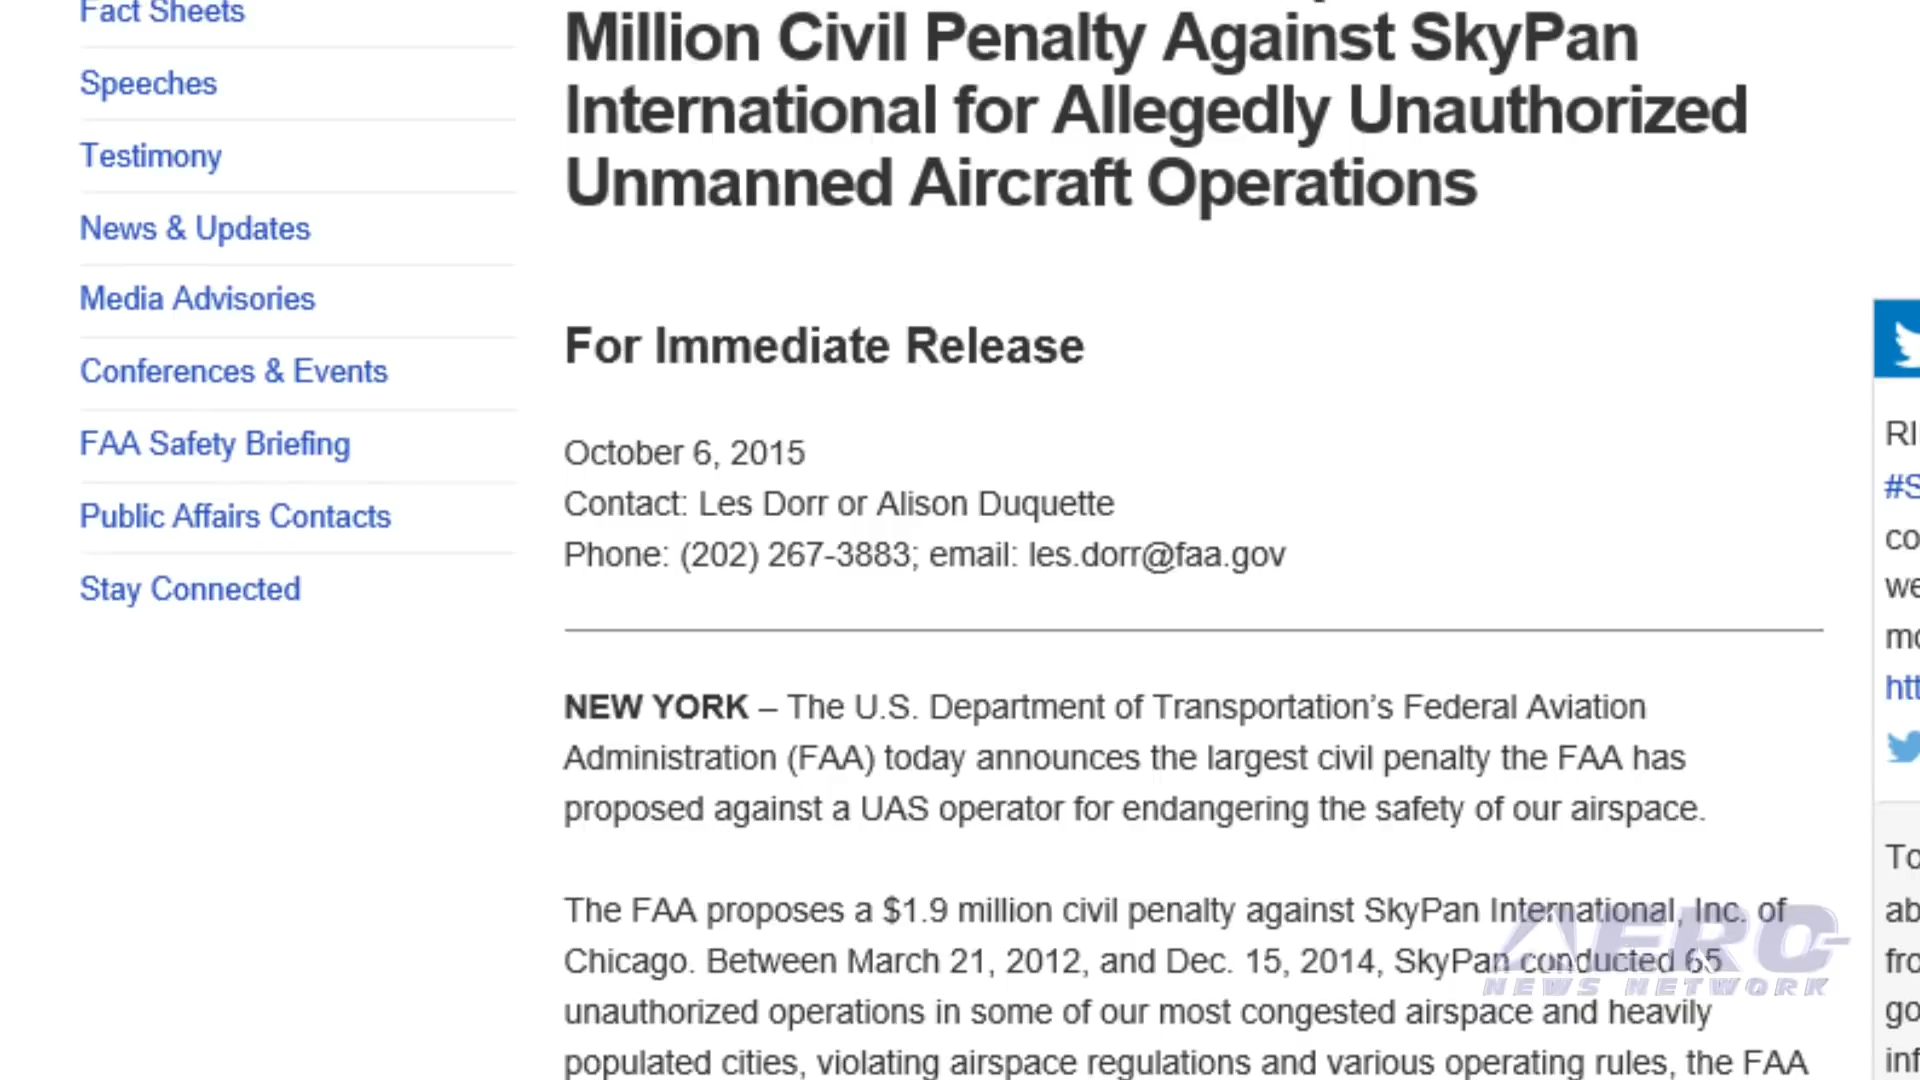 Fact Sheets
Speeches
Testimony
News & Updates
Media Advisories
Conferences & Events
FAA Safety Briefing
Public Affairs Contacts
Stay Connected
Million Civil Penalty Against SkyPan
International for Allegedly Unauthorized
Unmanned Aircraft Operations
For Immediate Release
October 6, 2015
Contact: Les Dorr or Alison Duquette
Phone: (202) 267-3883; email: les.dorr@faa.gov
NEW YORK – The U.S. Department of Transportation’s Federal Aviation
Administration (FAA) today announces the largest civil penalty the FAA has
proposed against a UAS operator for endangering the safety of our airspace.
The FAA proposes a $1.9 million civil penalty against SkyPan International, Inc. of
Chicago. Between March 21, 2012, and Dec. 15, 2014, SkyPan conducted 65
unauthorized operations in some of our most congested airspace and heavily
populated cities, violating airspace regulations and various operating rules, the FAA
AERO
NEWS NETWORK